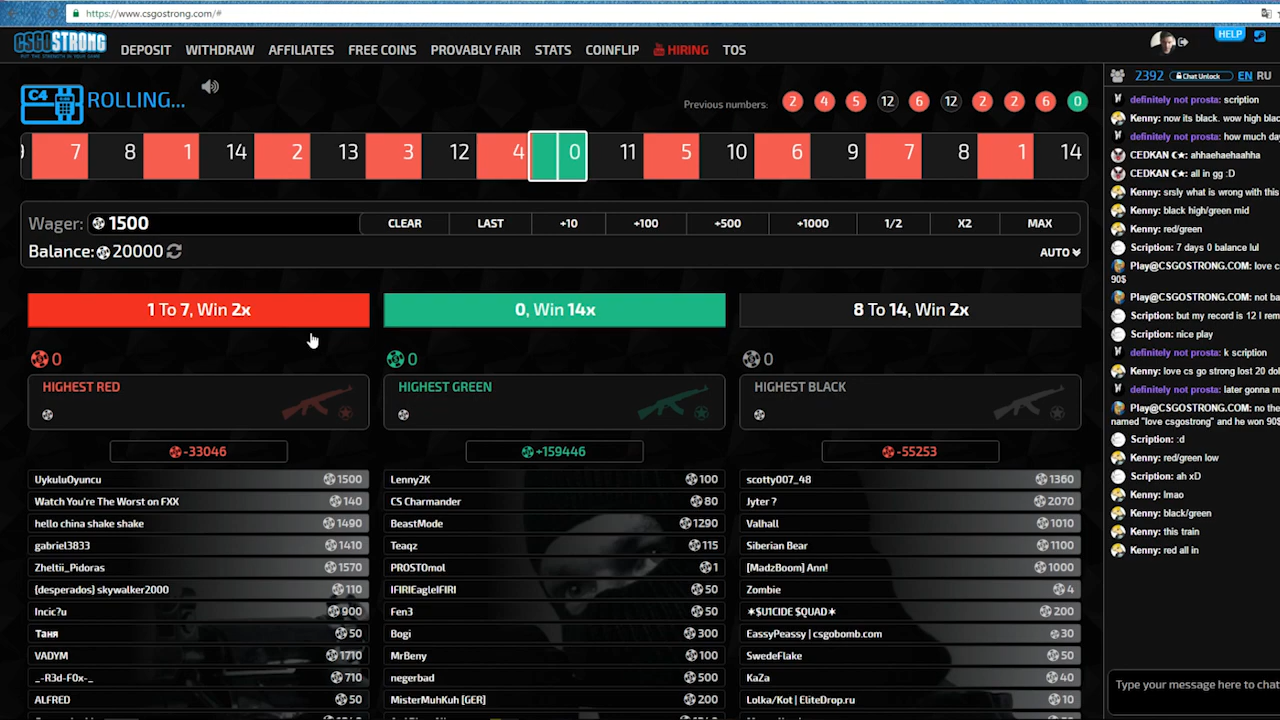 https://www.csgostrong.com/#
CSGOSTRONG
DEPOSIT WITHDRAW AFFILIATES FREE COINS PROVABLY FAIR STATS COINFLIP HIRING TOS
HELP
C4 ROLLING...
Previous numbers: 2 4 5 12 6 12 2 2 6 0
7 8 1 14 2 13 3 12 4 0 11 5 10 6 9 7 8 1 14
Wager: 1500 CLEAR LAST +10 +100 +500 +1000 1/2 X2 MAX
Balance: 20000 AUTO
1 To 7, Win 2x
0, Win 14x
8 To 14, Win 2x
0
0
0
HIGHEST RED
HIGHEST GREEN
HIGHEST BLACK
-33046
+159446
-55253
UykuluOyuncu 1500
Watch You're The Worst on FXX 140
hello china shake shake 1490
gabriel3833 1410
Zheltii_Pidoras 1570
[desperados] skywalker2000 110
Incic?u 900
Таня 50
VADYM 1710
_-R3d-F0x-_ 710
ALFRED 50
Lenny2K 100
CS Charmander 80
BeastMode 1290
Teaqz 115
PROSTOmol 1
IFIRIEagleIFIRI 50
Fen3 50
Bogi 300
MrBeny 100
negerbad 500
MisterMuhKuh [GER] 200
scotty007_48 1360
Jyter ? 2070
Valhall 1010
Siberian Bear 1100
[MadzBoom] Ann! 1000
Zombie 4
✶$U1CIDE $QUAD✶ 200
EassyPeassy | csgobomb.com 30
SwedeFlake 50
KaZa 40
Lolka/Kot | EliteDrop.ru 10
2392 Chat Unlock EN RU
definitely not prosta: scription
Kenny: now its black. wow high blac
definitely not prosta: how much day
CEDKAN ☾★: ahhaehaehaahha
CEDKAN ☾★: all in gg :D
Kenny: srsly what is wrong with this
Kenny: black high/green mid
Kenny: red/green
Scription: 7 days 0 balance lul
Play@CSGOSTRONG.COM: love c
90$
Play@CSGOSTRONG.COM: not ba
Scription: but my record is 12 I rem
Scription: nice play
definitely not prosta: k scription
Kenny: love cs go strong lost 20 dol
definitely not prosta: later gonna m
Play@CSGOSTRONG.COM: no the
named "love csgostrong" and he won 90$
Scription: :d
Kenny: red/green low
Scription: ah xD
Kenny: lmao
Kenny: black/green
Kenny: this train
Kenny: red all in
Type your message here to chat